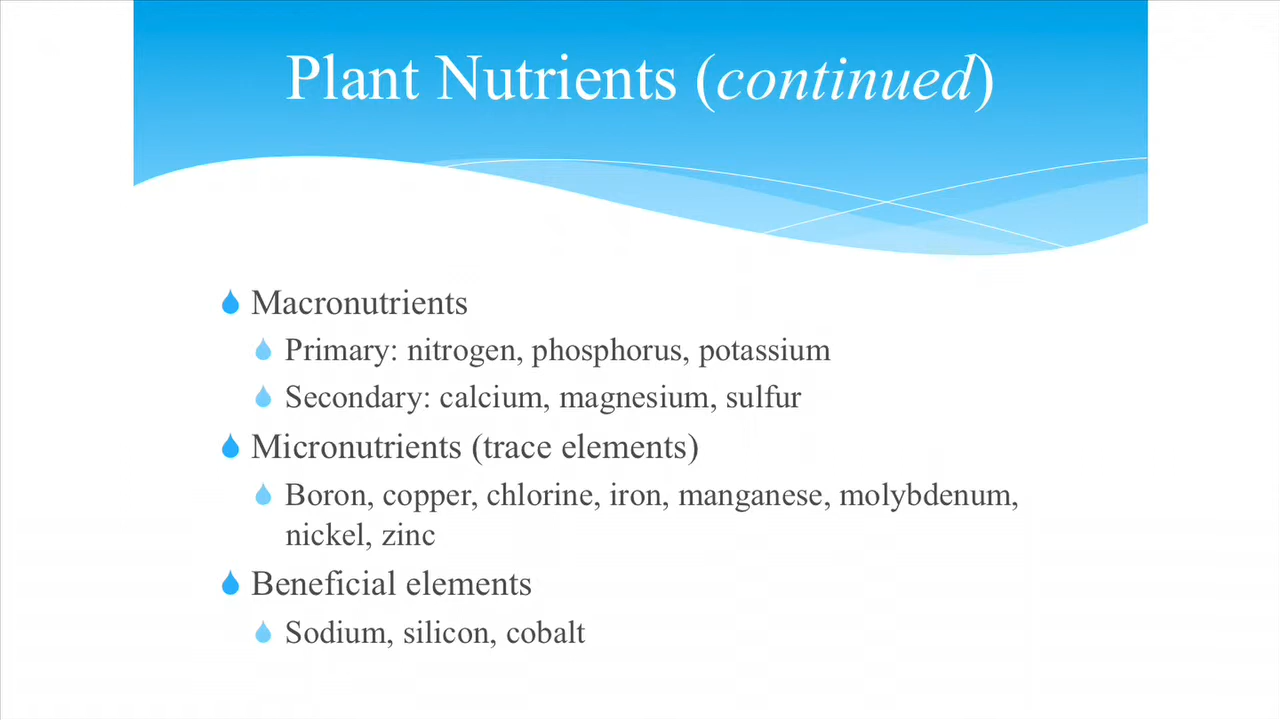 Plant Nutrients (continued)
Macronutrients
Primary: nitrogen, phosphorus, potassium
Secondary: calcium, magnesium, sulfur
Micronutrients (trace elements)
Boron, copper, chlorine, iron, manganese, molybdenum,
nickel, zinc
Beneficial elements
Sodium, silicon, cobalt